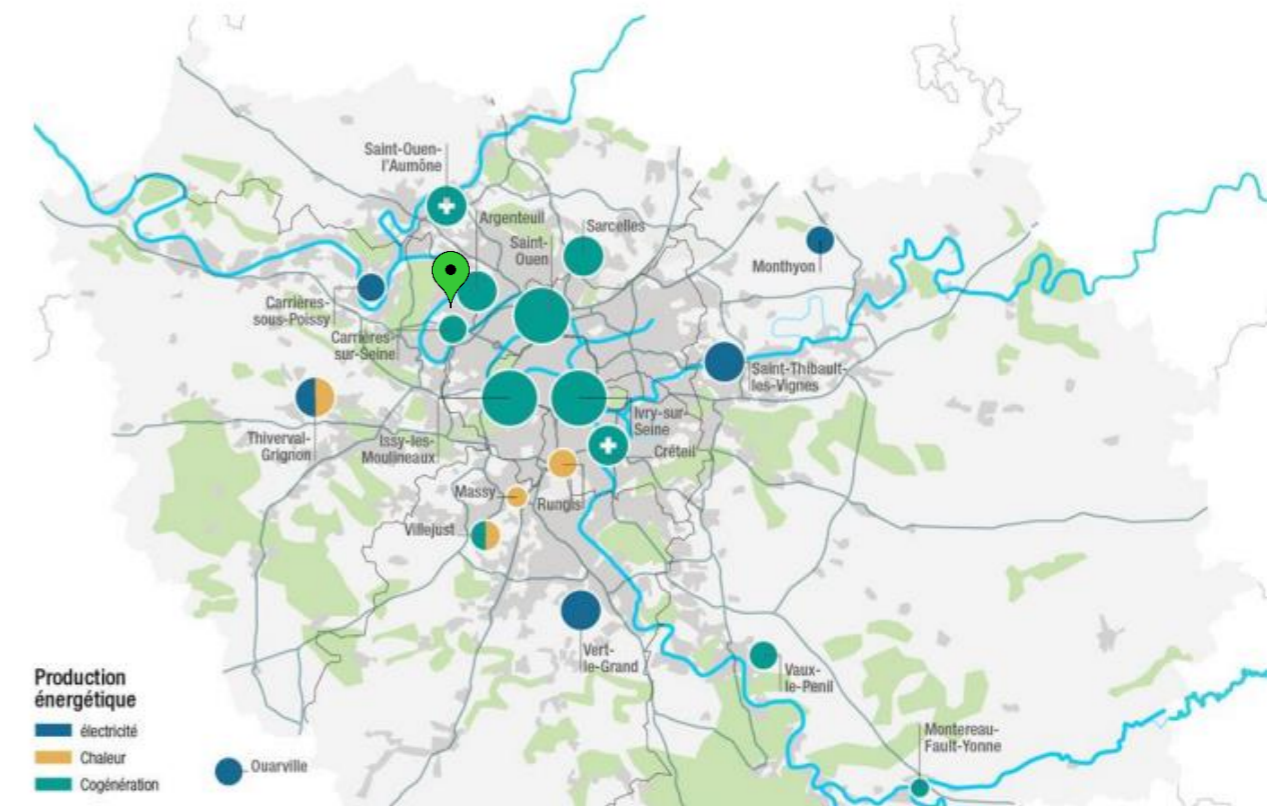 Saint-Ouen-
l'Aumône
Argenteuil
Saint-
Ouen
Sarcelles
Monthyon
Carrières-
sous-Poissy
Carrières-
sur-Seine
Saint-Thibault-
les-Vignes
Thiverval-
Grignon
Issy-les-
Moulineaux
Ivry-sur-
Seine
Créteil
Massy
Rungis
Villejust
Vert-
le-Grand
Vaux-
le-Penil
Montereau-
Fault-Yonne
Production
énergétique
électricité
Chaleur
Cogénération
Ouarville